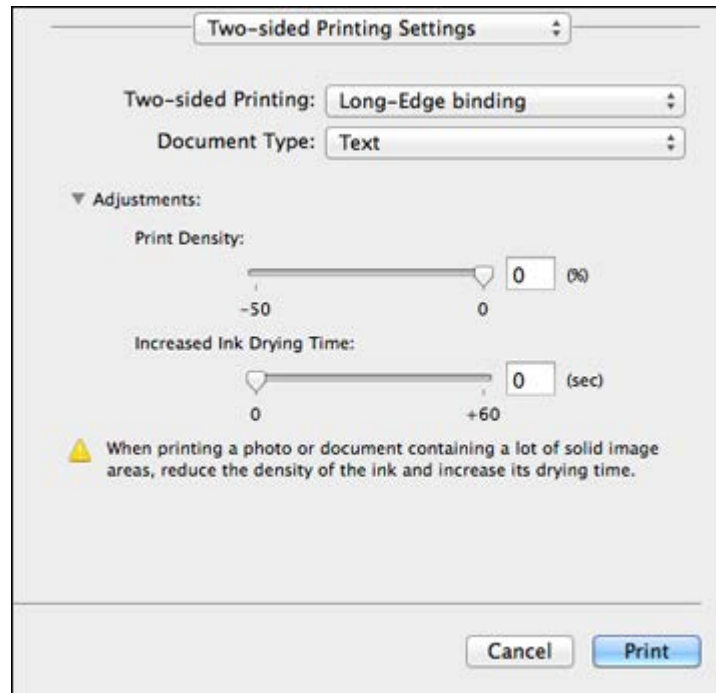 Two-sided Printing Settings
Two-sided Printing: Long-Edge binding
Document Type: Text
Adjustments:
Print Density:
0 (%)
-50 0
Increased Ink Drying Time:
0 (sec)
0 +60
When printing a photo or document containing a lot of solid image
areas, reduce the density of the ink and increase its drying time.
Cancel Print